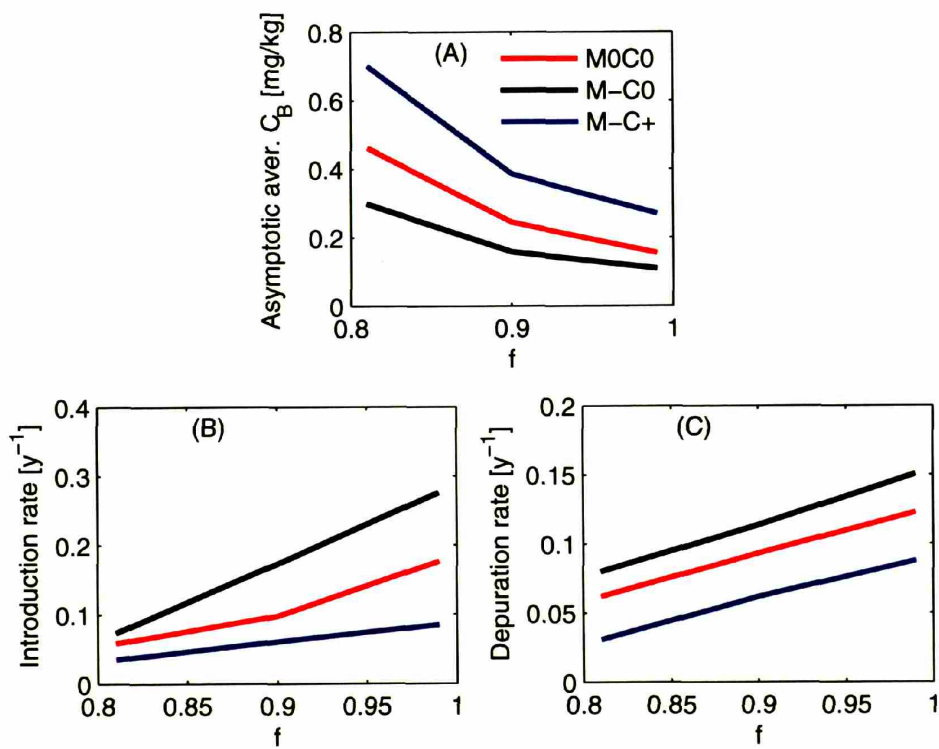 Asymptotic aver. C_B [mg/kg]
0.8
0.6
0.4
0.2
0
(A)
M0C0
M−C0
M−C+
0.8
0.9
1
f
Introduction rate [y⁻¹]
0.4
0.3
0.2
0.1
0
(B)
0.8
0.85
0.9
0.95
1
f
Depuration rate [y⁻¹]
0.2
0.15
0.1
0.05
0
(C)
0.8
0.85
0.9
0.95
1
f